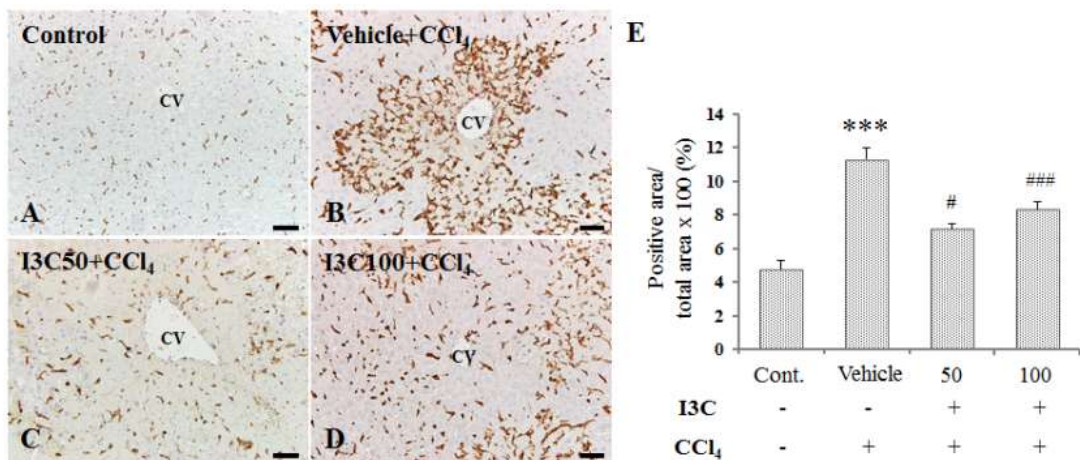 Control
CV
A
Vehicle+CCl₄
CV
B
I3C50+CCl₄
CV
C
I3C100+CCl₄
CV
D
E
Positive area/
total area x 100 (%)
14
12
10
8
6
4
2
0
***
#
###
Cont. Vehicle 50 100
I3C - - + +
CCl₄ - + + +